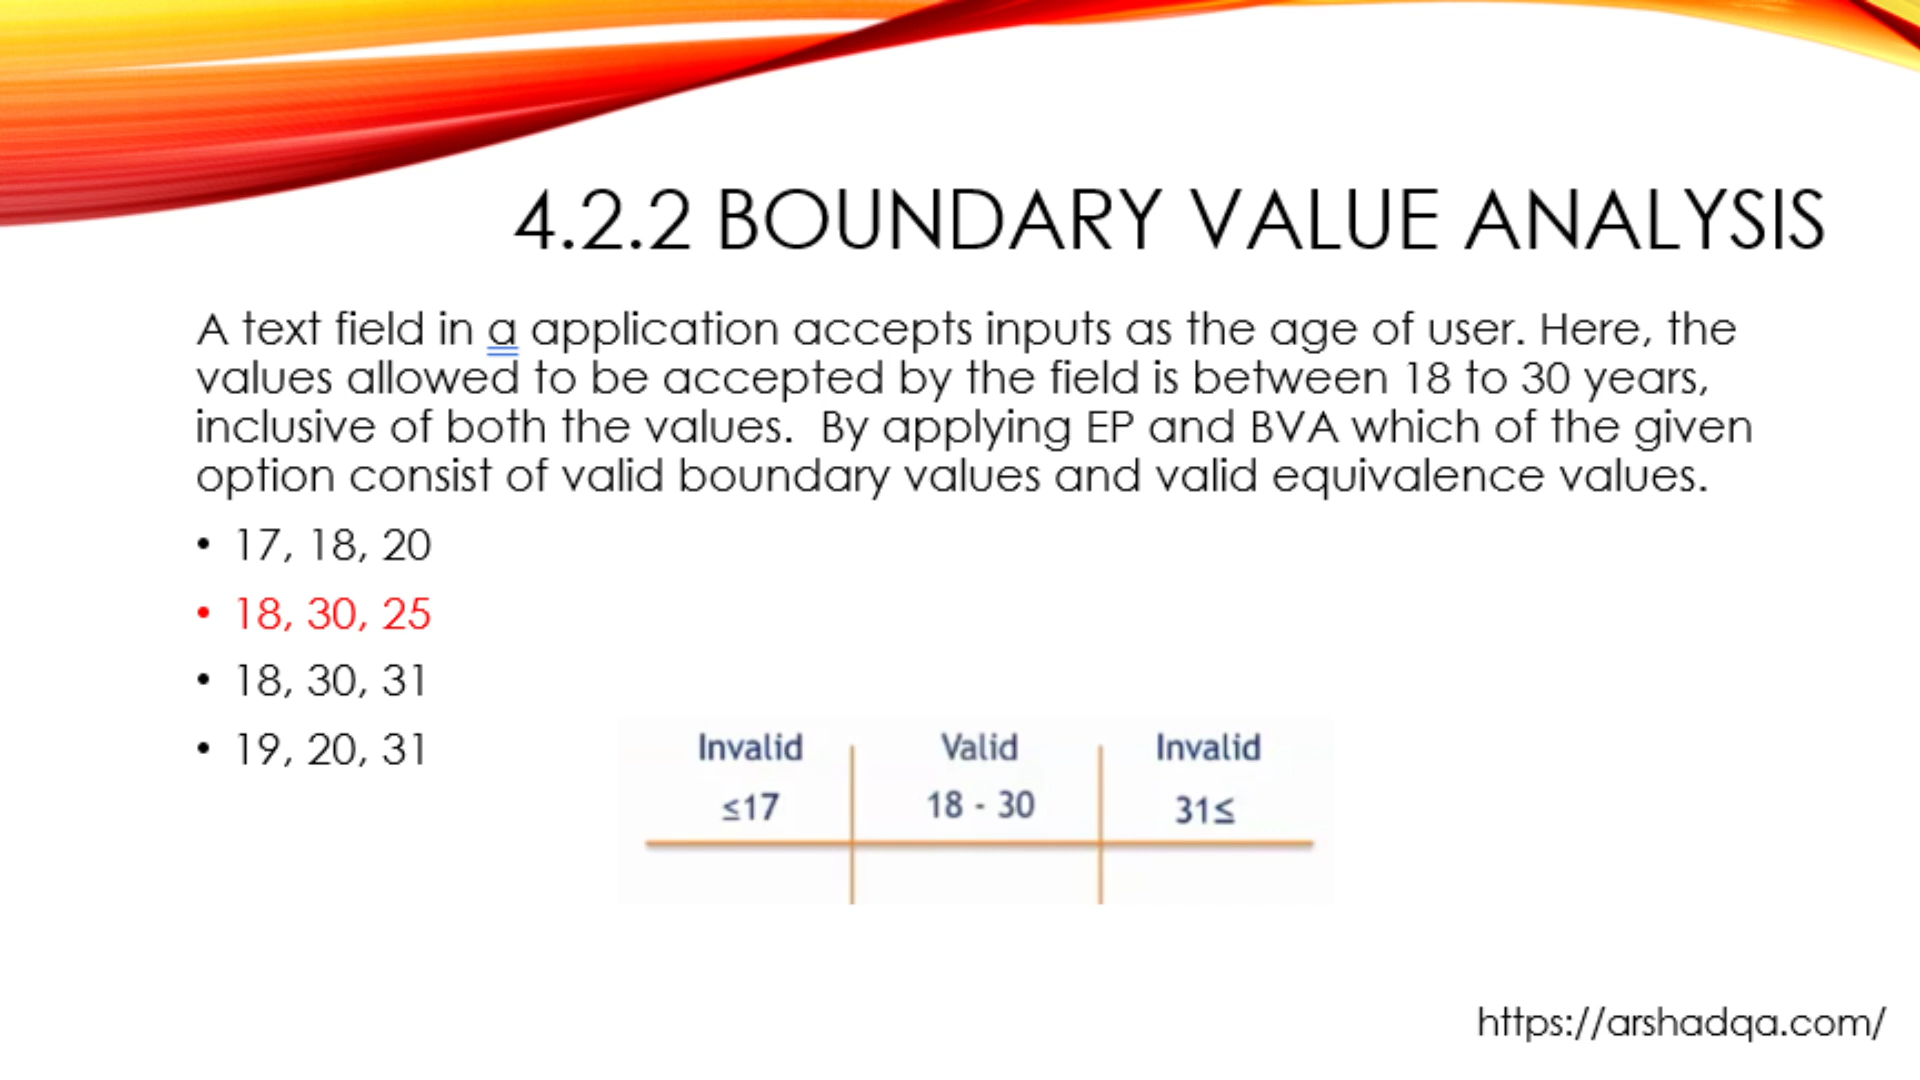 4.2.2 BOUNDARY VALUE ANALYSIS
A text field in a application accepts inputs as the age of user. Here, the
values allowed to be accepted by the field is between 18 to 30 years,
inclusive of both the values.  By applying EP and BVA which of the given
option consist of valid boundary values and valid equivalence values.
• 17, 18, 20
• 18, 30, 25
• 18, 30, 31
• 19, 20, 31
Invalid Valid Invalid
≤17 18 - 30 31≤
https://arshadqa.com/